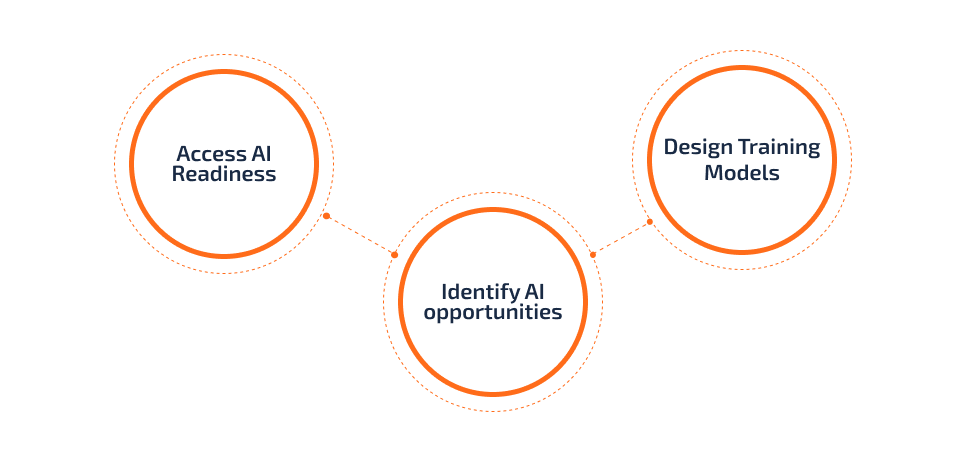 Access AI
Readiness
Identify AI
opportunities
Design Training
Models